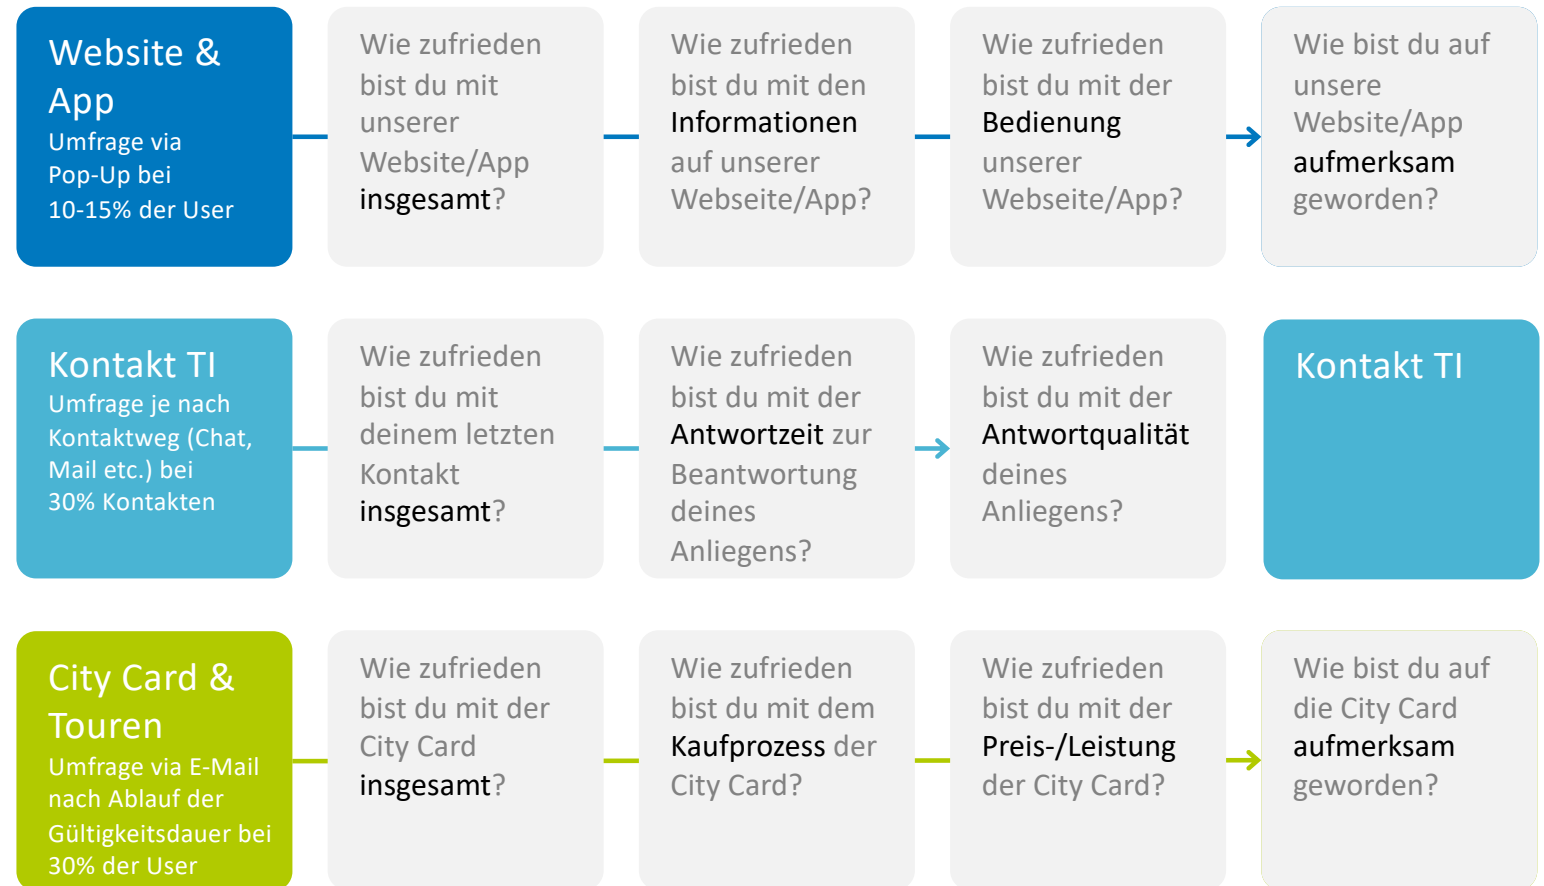 Website &
App
Umfrage via
Pop-Up bei
10-15% der User
Wie zufrieden
bist du mit
unserer
Website/App
insgesamt?
Wie zufrieden
bist du mit den
Informationen
auf unserer
Webseite/App?
Wie zufrieden
bist du mit der
Bedienung
unserer
Webseite/App?
Wie bist du auf
unsere
Website/App
aufmerksam
geworden?
Kontakt TI
Umfrage je nach
Kontaktweg (Chat,
Mail etc.) bei
30% Kontakten
Wie zufrieden
bist du mit
deinem letzten
Kontakt
insgesamt?
Wie zufrieden
bist du mit der
Antwortzeit zur
Beantwortung
deines
Anliegens?
Wie zufrieden
bist du mit der
Antwortqualität
deines
Anliegens?
Kontakt TI
City Card &
Touren
Umfrage via E-Mail
nach Ablauf der
Gültigkeitsdauer bei
30% der User
Wie zufrieden
bist du mit der
City Card
insgesamt?
Wie zufrieden
bist du mit dem
Kaufprozess der
City Card?
Wie zufrieden
bist du mit der
Preis-/Leistung
der City Card?
Wie bist du auf
die City Card
aufmerksam
geworden?